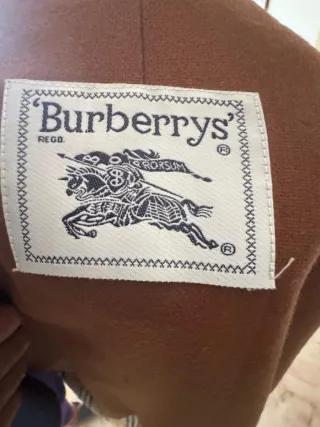 'Burberrys'
REGD. ®
PRORSUM
®